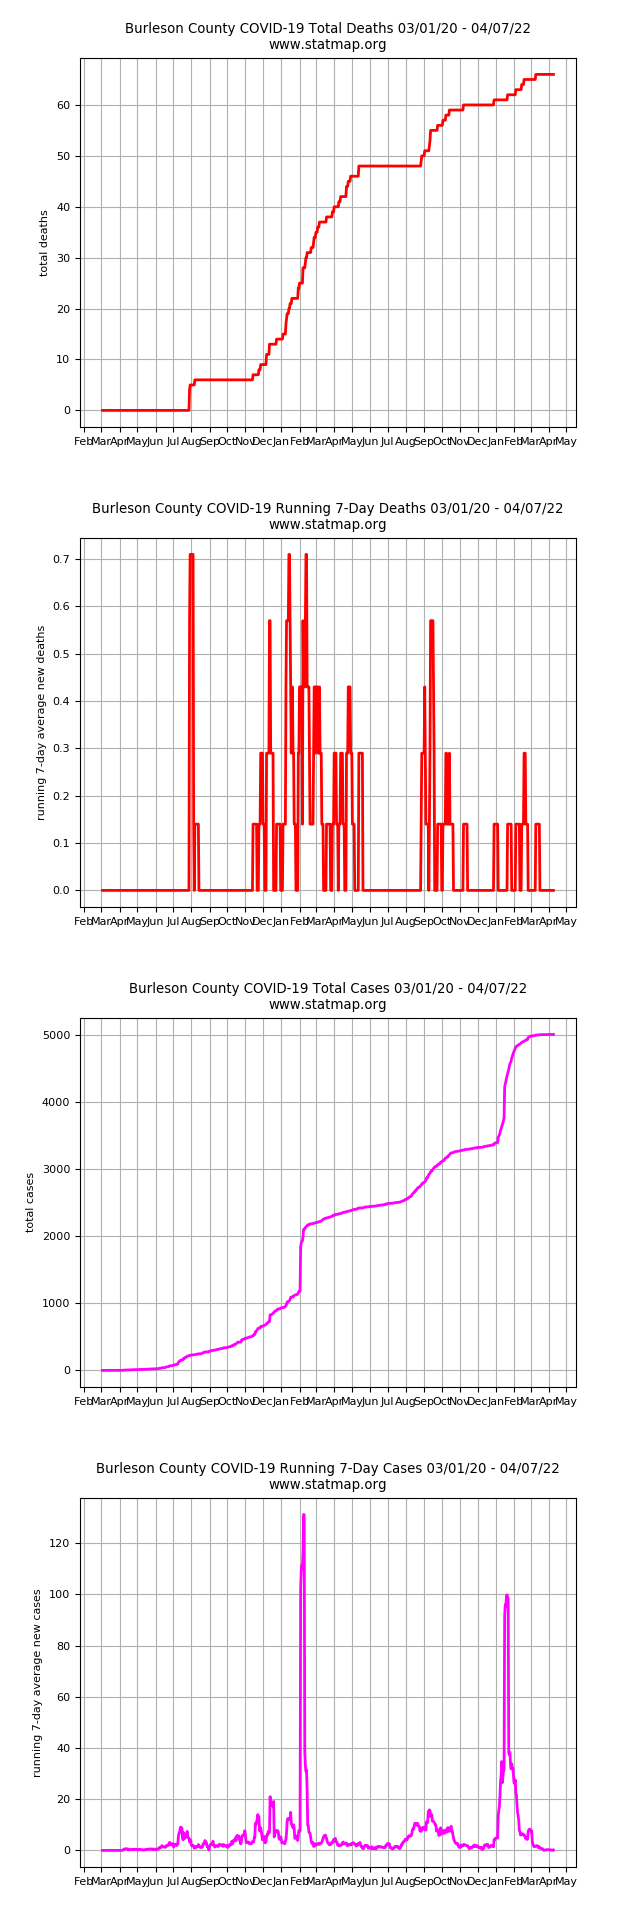 Burleson County COVID-19 Total Deaths 03/01/20 - 04/07/22
www.statmap.org
60
50
40
30
20
10
0
total deaths
Feb Mar Apr May Jun Jul Aug Sep Oct Nov Dec Jan Feb Mar Apr May Jun Jul Aug Sep Oct Nov Dec Jan Feb Mar Apr May
Burleson County COVID-19 Running 7-Day Deaths 03/01/20 - 04/07/22
www.statmap.org
0.7
0.6
0.5
0.4
0.3
0.2
0.1
0.0
running 7-day average new deaths
Feb Mar Apr May Jun Jul Aug Sep Oct Nov Dec Jan Feb Mar Apr May Jun Jul Aug Sep Oct Nov Dec Jan Feb Mar Apr May
Burleson County COVID-19 Total Cases 03/01/20 - 04/07/22
www.statmap.org
5000
4000
3000
2000
1000
0
total cases
Feb Mar Apr May Jun Jul Aug Sep Oct Nov Dec Jan Feb Mar Apr May Jun Jul Aug Sep Oct Nov Dec Jan Feb Mar Apr May
Burleson County COVID-19 Running 7-Day Cases 03/01/20 - 04/07/22
www.statmap.org
120
100
80
60
40
20
0
running 7-day average new cases
Feb Mar Apr May Jun Jul Aug Sep Oct Nov Dec Jan Feb Mar Apr May Jun Jul Aug Sep Oct Nov Dec Jan Feb Mar Apr May